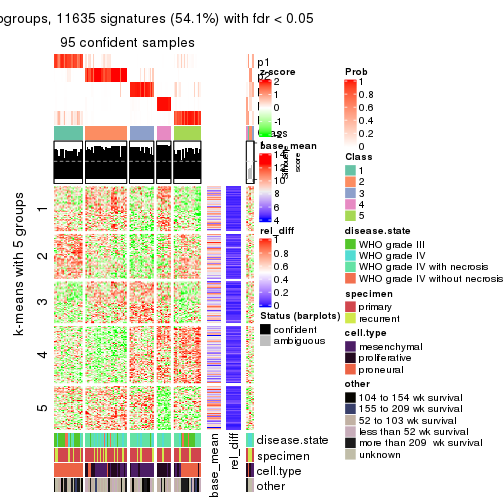 ogroups, 11635 signatures (54.1%) with fdr < 0.05
95 confident samples
p1
p2
z-score
2
1
0
-1
-2
base_mean
14
12
10
8
6
4
Silhouette
score
rel_diff
1
0.8
0.6
0.4
0.2
0
Status (barplots)
confident
ambiguous
Prob
1
0.8
0.6
0.4
0.2
0
Class
1
2
3
4
5
disease.state
WHO grade III
WHO grade IV
WHO grade IV with necrosis
WHO grade IV without necrosis
specimen
primary
recurrent
cell.type
mesenchymal
proliferative
proneural
other
104 to 154 wk survival
155 to 209 wk survival
52 to 103 wk survival
less than 52 wk survival
more than 209 wk survival
unknown
k-means with 5 groups
1
2
3
4
5
disease.state
specimen
cell.type
other
base_mean
rel_diff